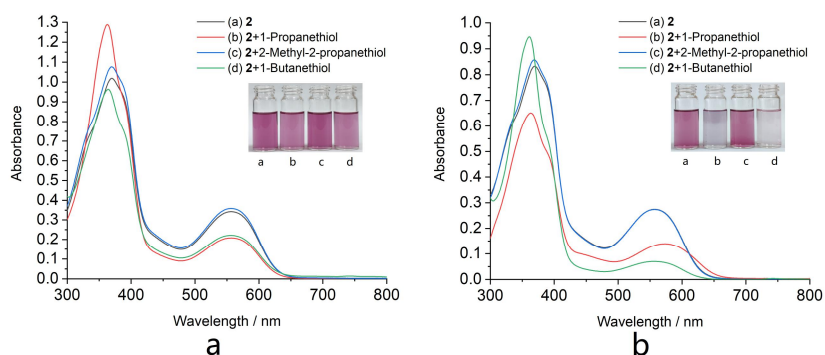 (a) 2
(b) 2+1-Propanethiol
(c) 2+2-Methyl-2-propanethiol
(d) 2+1-Butanethiol
1.3
1.2
1.1
1.0
0.9
0.8
0.7
0.6
0.5
0.4
0.3
0.2
0.1
0.0
Absorbance
a b c d
300 400 500 600 700 800
Wavelength / nm
a
(a) 2
(b) 2+1-Propanethiol
(c) 2+2-Methyl-2-propanethiol
(d) 2+1-Butanethiol
1.0
0.9
0.8
0.7
0.6
0.5
0.4
0.3
0.2
0.1
0.0
Absorbance
a b c d
300 400 500 600 700 800
Wavelength / nm
b